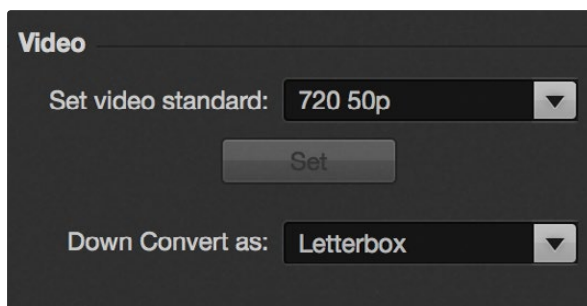 Video
Set video standard: 720 50p
Set
Down Convert as: Letterbox